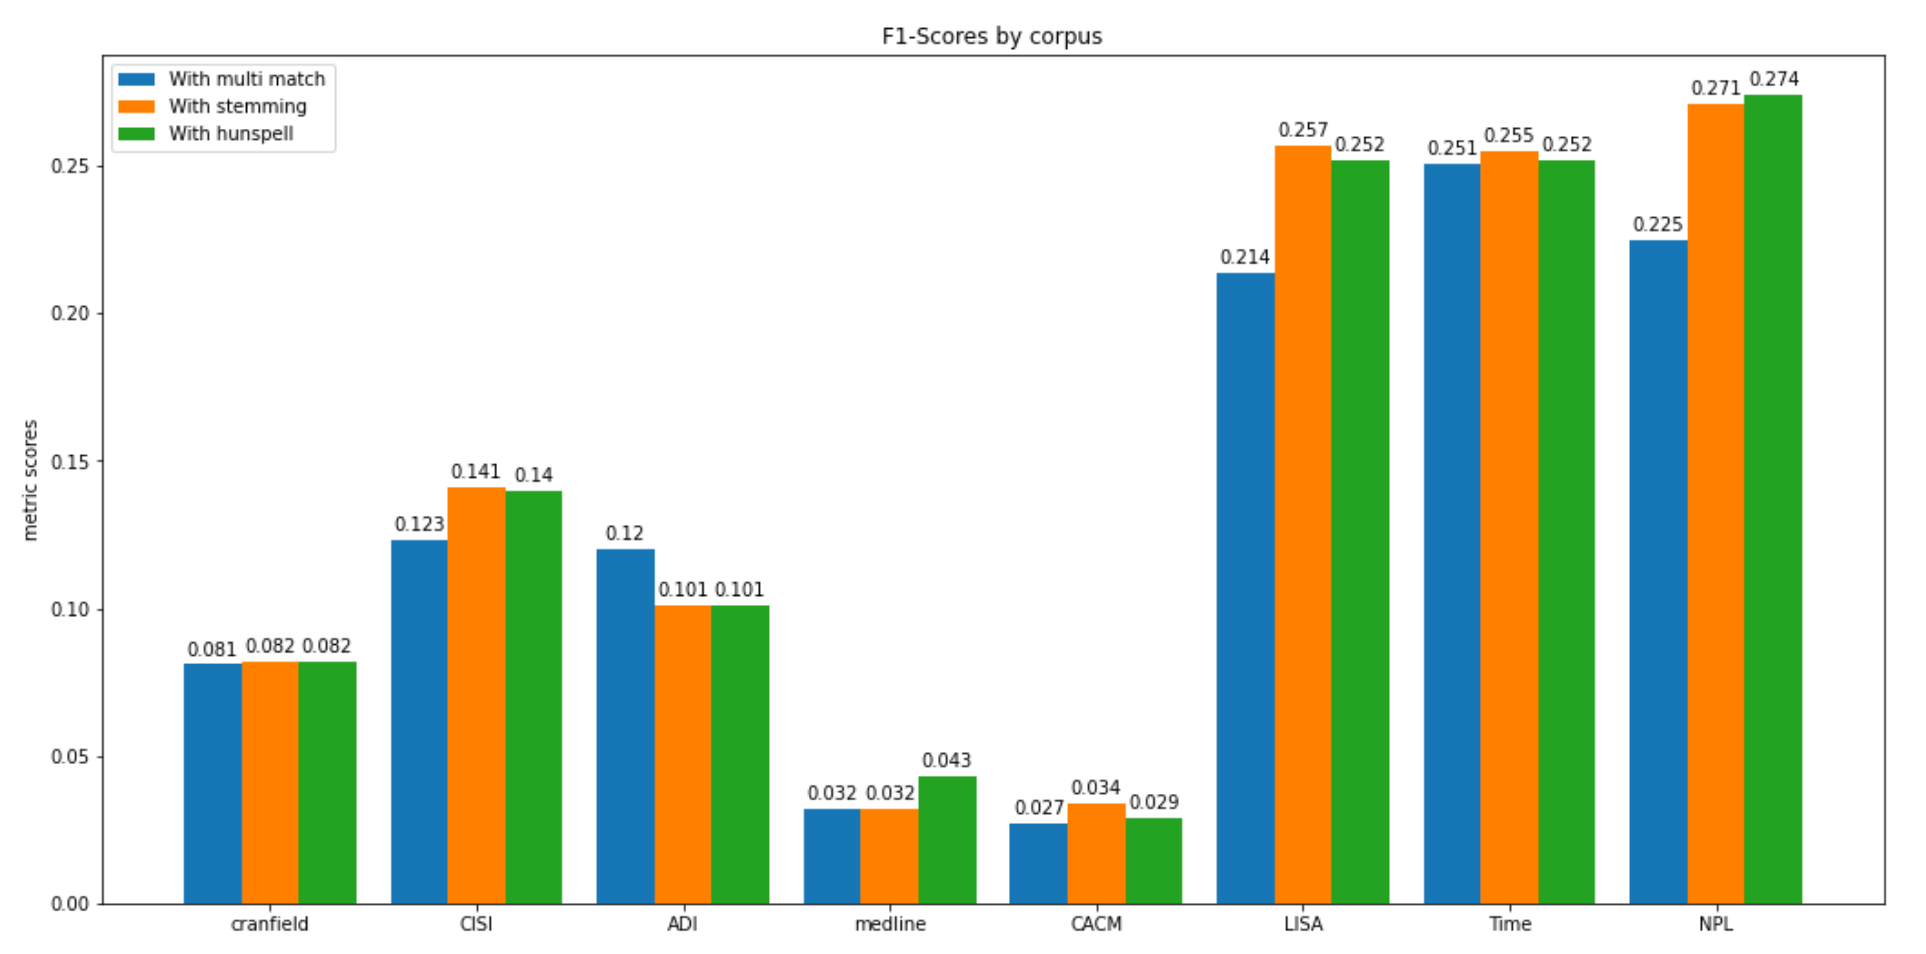 F1-Scores by corpus
With multi match
With stemming
With hunspell
metric scores
0.25
0.20
0.15
0.10
0.05
0.00
0.081 0.082 0.082
0.123 0.141 0.14
0.12 0.101 0.101
0.032 0.032 0.043
0.027 0.034 0.029
0.214 0.257 0.252
0.251 0.255 0.252
0.225 0.271 0.274
cranfield CISI ADI medline CACM LISA Time NPL